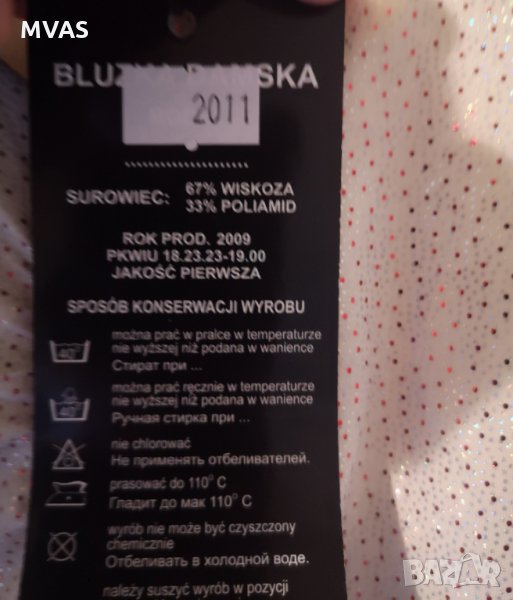 MVAS
BLUZKA DAMSKA
2011
SUROWIEC: 67% WISKOZA
33% POLIAMID
ROK PROD. 2009
PKWIU 18.23.23-19.00
JAKOŚĆ PIERWSZA
SPOSÓB KONSERWACJI WYROBU
można prać w pralce w temperaturze
nie wyższej niż podana w wanience
40°
Стират при ...
można prać ręcznie w temperaturze
nie wyższej niż podana w wanience
40°
Ручная стирка при ...
nie chlorować
Не применять отбеливателей.
prasować do 110° C
Гладит до мак 110° C
wyrób nie może być czyszczony
chemicznie
Отбеливать в холодной воде.
należy suszyć wyrób w pozycji
BAZAR